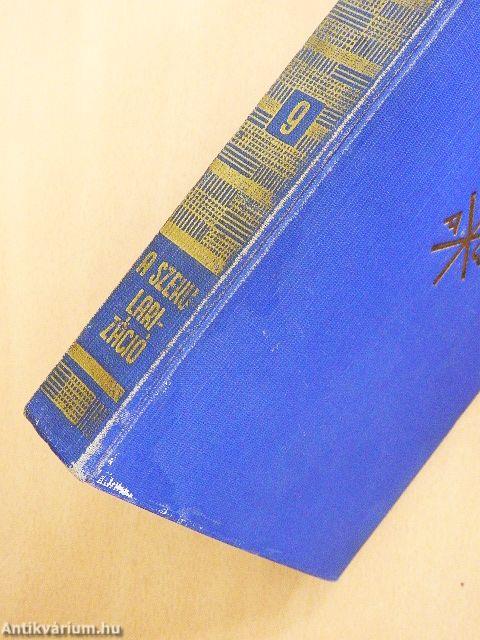 9
A SZEKU-
LARI-
ZÁCIÓ
Antikvárium.hu